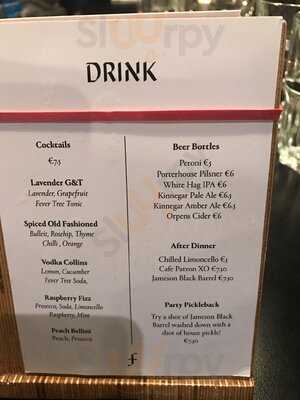 Sluurpy
DRINK
Cocktails
€7.5
Lavender G&T
Lavender, Grapefruit
Fever Tree Tonic
Spiced Old Fashioned
Bulleit, Rosehip, Thyme
Chilli , Orange
Vodka Collins
Lemon, Cucumber
Fever Tree Soda,
Raspberry Fizz
Prosecco, Soda, Limoncello
Raspberry, Mint
Peach Bellini
Peach, Prosecco
Beer Bottles
Peroni €5
Porterhouse Pilsner €6
White Hag IPA €6
Kinnegar Pale Ale €6.5
Kinnegar Amber Ale €6.5
Orpens Cider €6
After Dinner
Chilled Limoncello €5
Cafe Patron XO €7.50
Jameson Black Barrel €7.50
Party Pickleback
Try a shot of Jameson Black
Barrel washed down with a
shot of house pickle!
€7.50
f